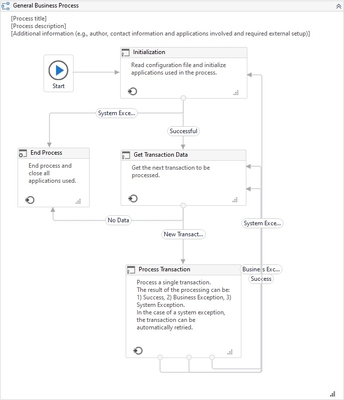 General Business Process
[Process title]
[Process description]
[Additional information (e.g., author, contact information and applications involved and required external setup)]
Start
Initialization
Read configuration file and initialize
applications used in the process.
System Exce...
Successful
End Process
End process and
close all
applications used.
Get Transaction Data
Get the next transaction to be
processed.
No Data
New Transact...
System Exce...
Process Transaction
Process a single transaction.
The result of the processing can be:
1) Success, 2) Business Exception, 3)
System Exception.
In the case of a system exception,
the transaction can be
automatically retried.
Business Exc...
Success